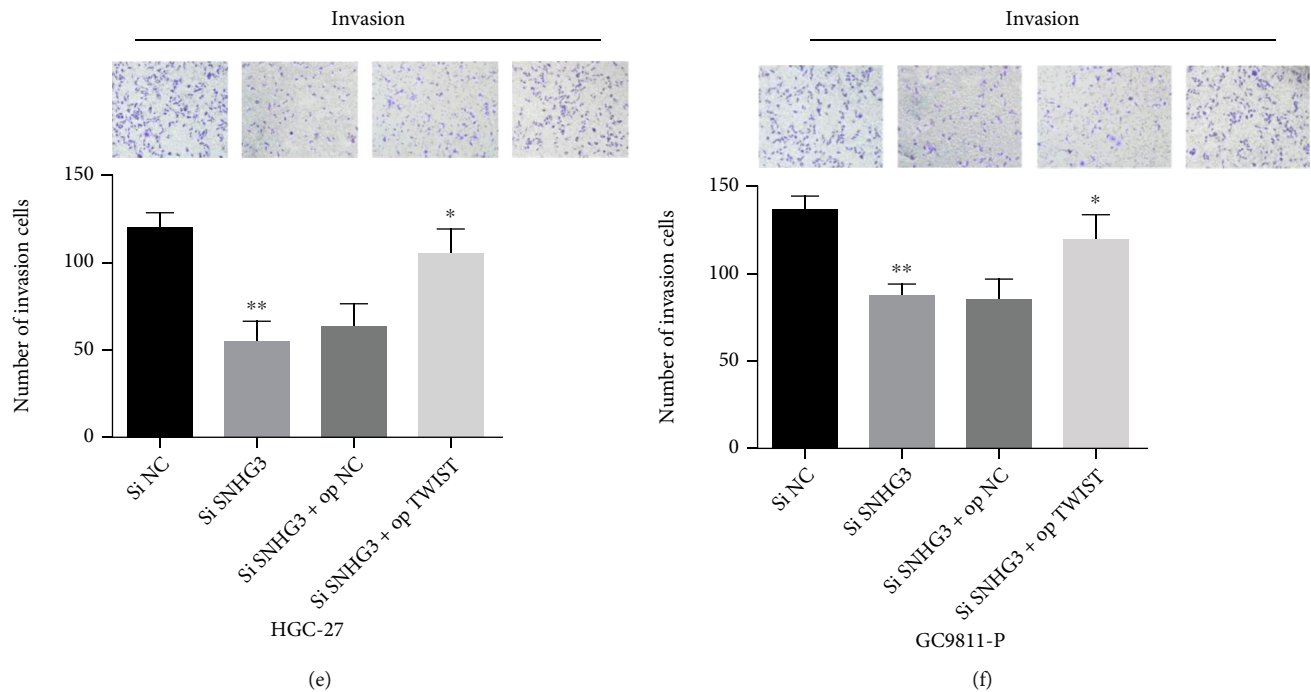 Invasion
150
100
50
0
Number of invasion cells
**
*
Si NC
Si SNHG3
Si SNHG3 + op NC
Si SNHG3 + op TWIST
HGC-27
(e)
Invasion
150
100
50
0
Number of invasion cells
**
*
Si NC
Si SNHG3
Si SNHG3 + op NC
Si SNHG3 + op TWIST
GC9811-P
(f)